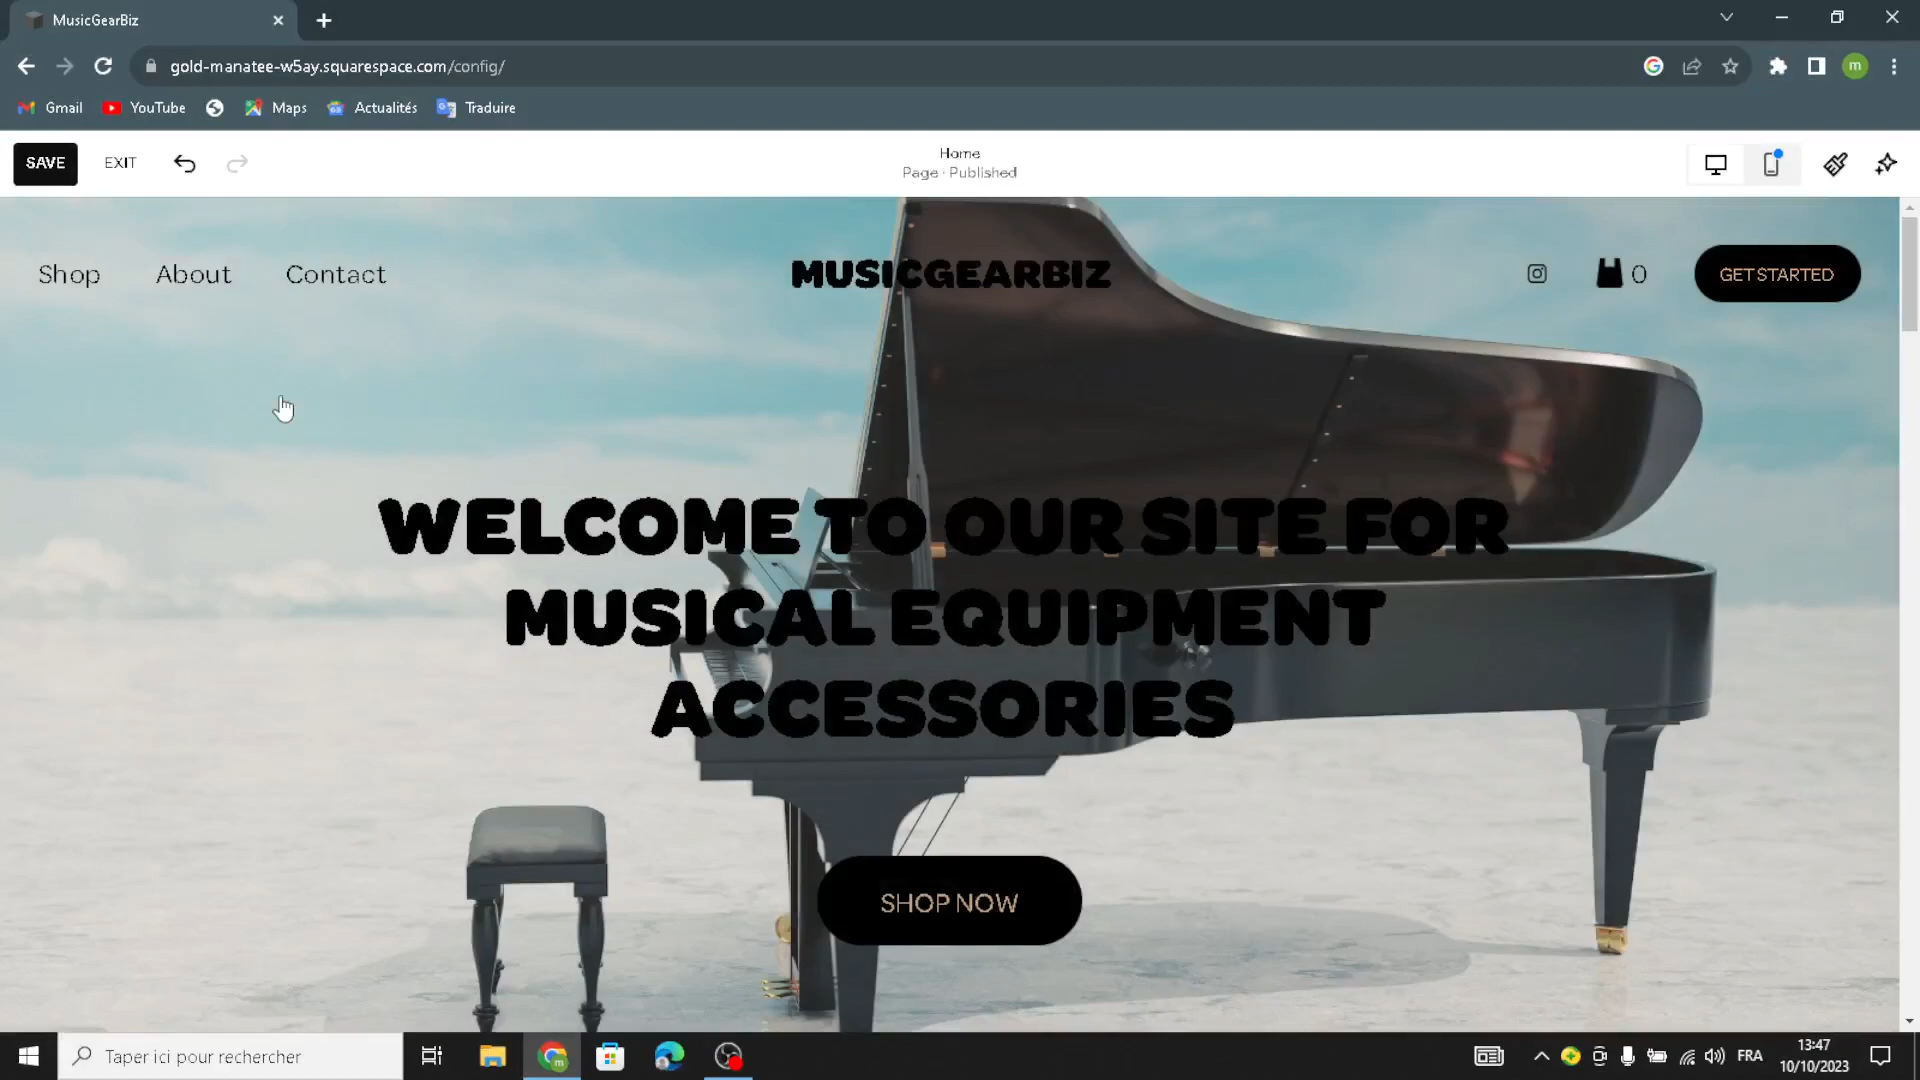 MusicGearBiz
gold-manatee-w5ay.squarespace.com/config/
m
Gmail YouTube Maps Actualités Traduire
SAVE EXIT
Home
Page · Published
Shop About Contact
MUSICGEARBIZ
0
GET STARTED
WELCOME TO OUR SITE FOR
MUSICAL EQUIPMENT
ACCESSORIES
SHOP NOW
Taper ici pour rechercher
FRA
13:47
10/10/2023